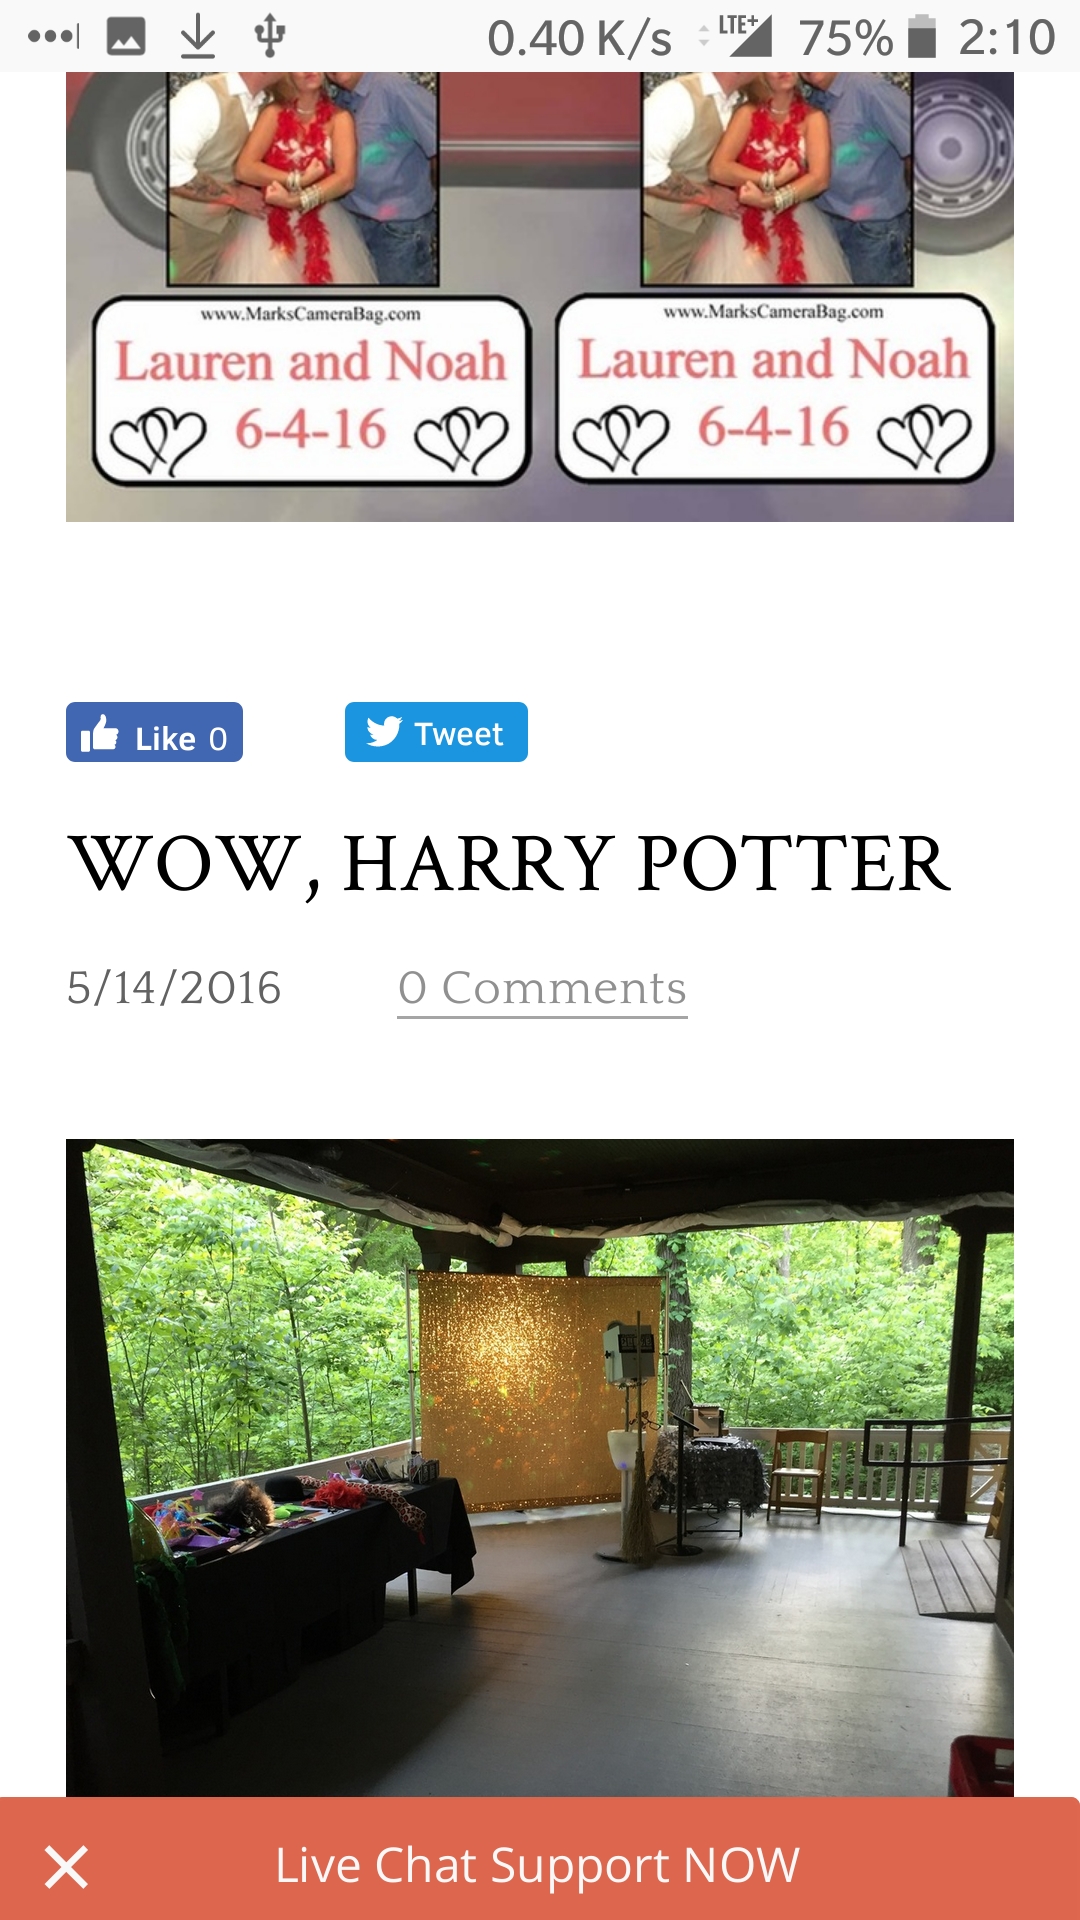 0.40 K/s LTE+ 75% 2:10
www.MarksCameraBag.com
Lauren and Noah
6-4-16
www.MarksCameraBag.com
Lauren and Noah
6-4-16
Like 0 Tweet
WOW, HARRY POTTER
5/14/2016 0 Comments
Live Chat Support NOW